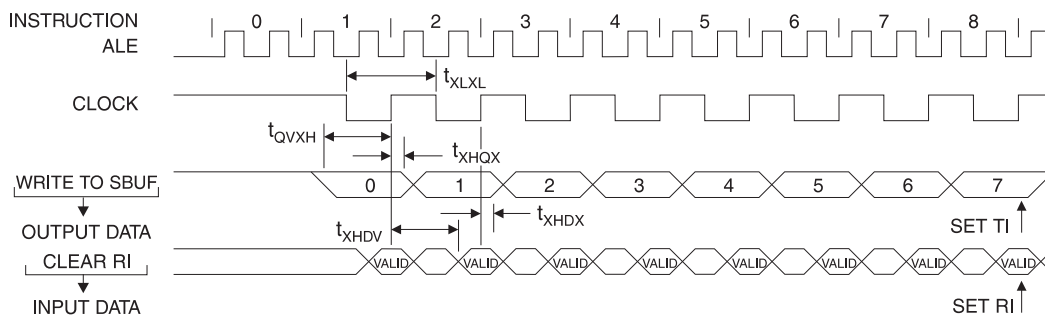 INSTRUCTION 0 1 2 3 4 5 6 7 8
ALE
tXLXL
CLOCK
tQVXH
tXHQX
WRITE TO SBUF 0 1 2 3 4 5 6 7
tXHDX
OUTPUT DATA SET TI
tXHDV
CLEAR RI VALID VALID VALID VALID VALID VALID VALID VALID
INPUT DATA SET RI